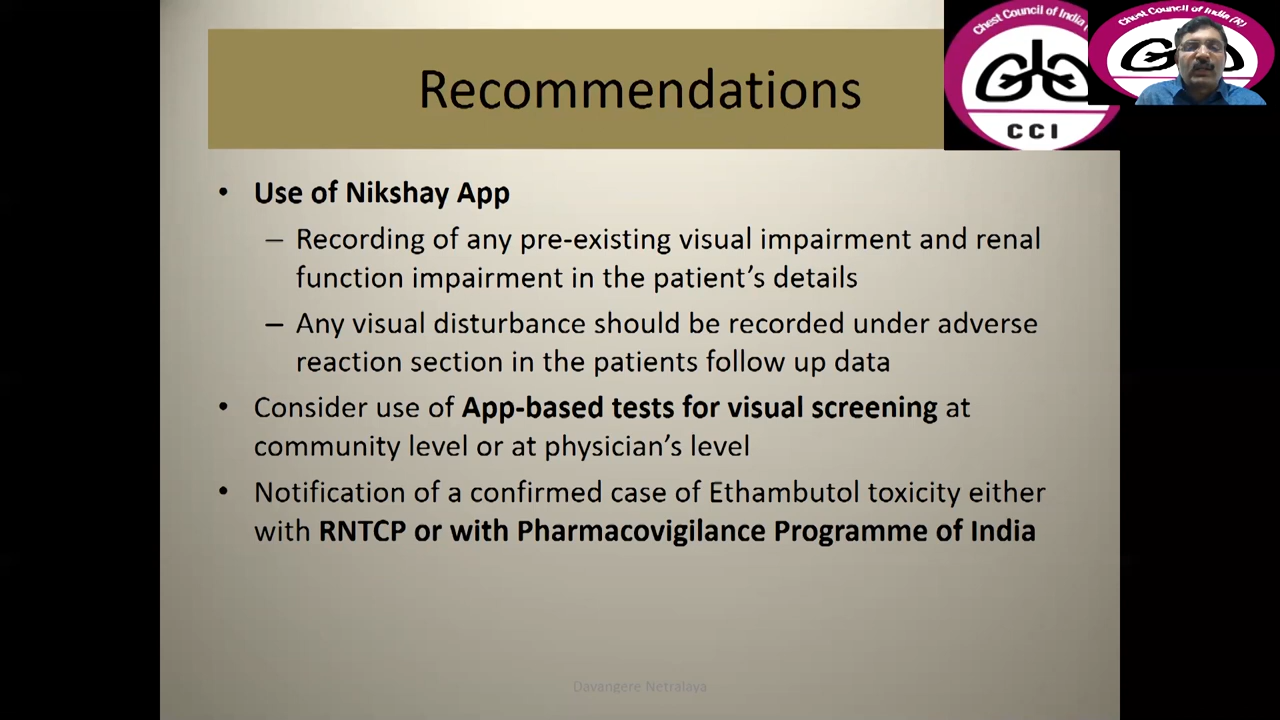 Recommendations
Chest Council of India
CCI
Chest Council of India (R)
• Use of Nikshay App
– Recording of any pre-existing visual impairment and renal
function impairment in the patient’s details
– Any visual disturbance should be recorded under adverse
reaction section in the patients follow up data
• Consider use of App-based tests for visual screening at
community level or at physician’s level
• Notification of a confirmed case of Ethambutol toxicity either
with RNTCP or with Pharmacovigilance Programme of India
Davangere Netralaya